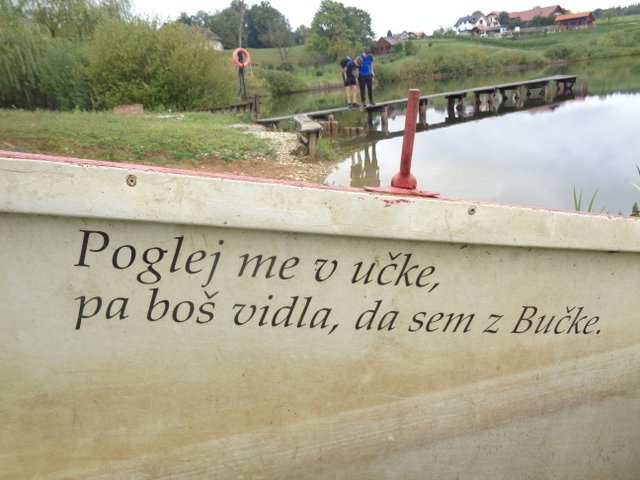 Poglej me v učke,
pa boš vidla, da sem z Bučke.